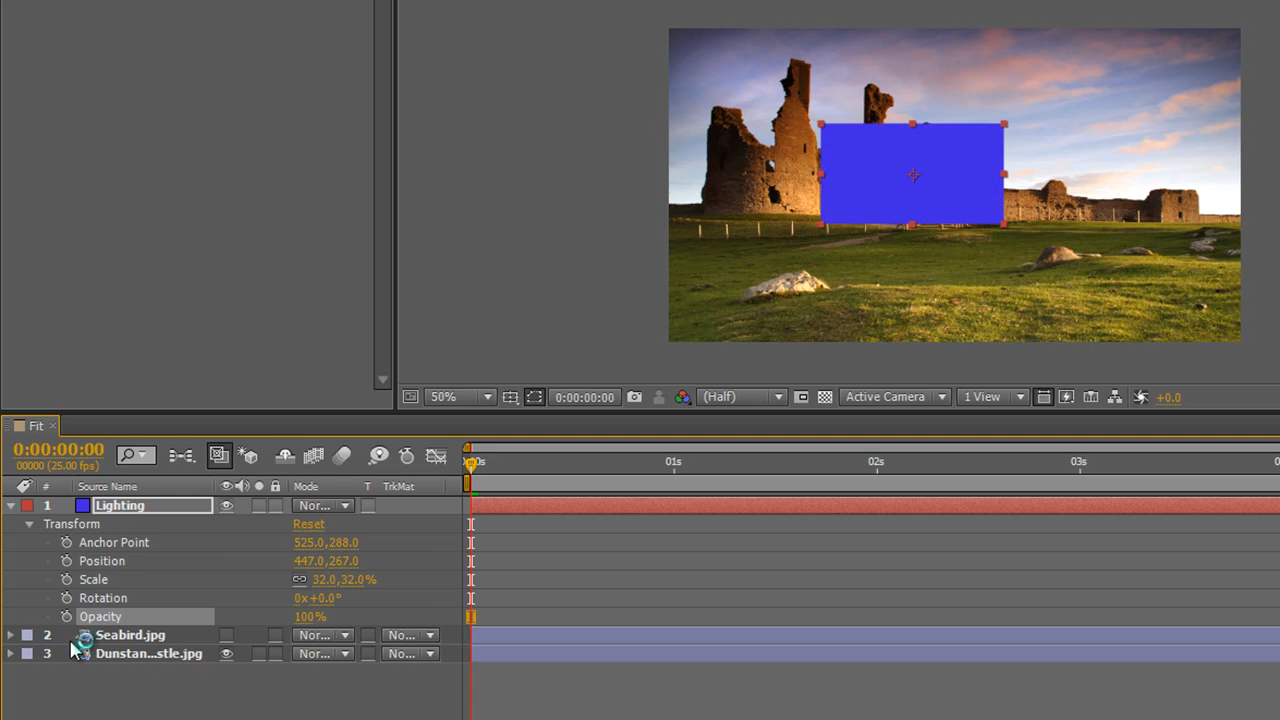 50% 0:00:00:00 (Half) Active Camera 1 View +0.0
Fit ×
0:00:00:00
00000 (25.00 fps)
01s 02s 03s
# Source Name Mode T TrkMat
1 Lighting Nor...
Transform Reset
Anchor Point 525.0,288.0
Position 447.0,267.0
Scale 32.0,32.0%
Rotation 0x+0.0°
Opacity 100%
2 Seabird.jpg Nor... No...
3 Dunstan...stle.jpg Nor... No...